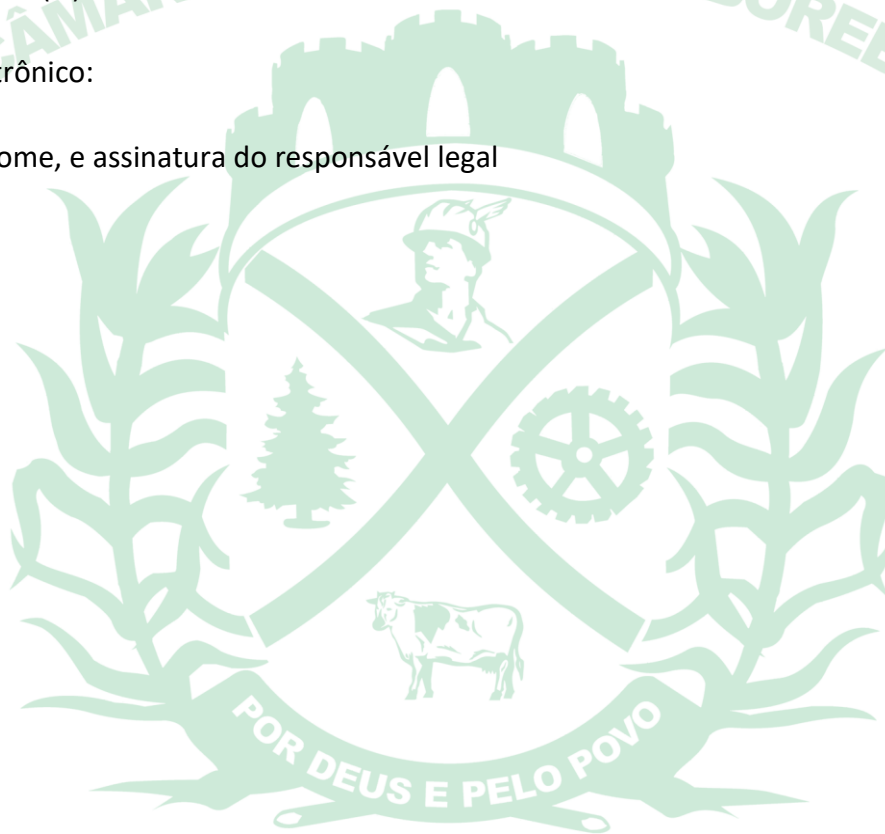 trônico:
ome, e assinatura do responsável legal
POR DEUS E PELO POVO